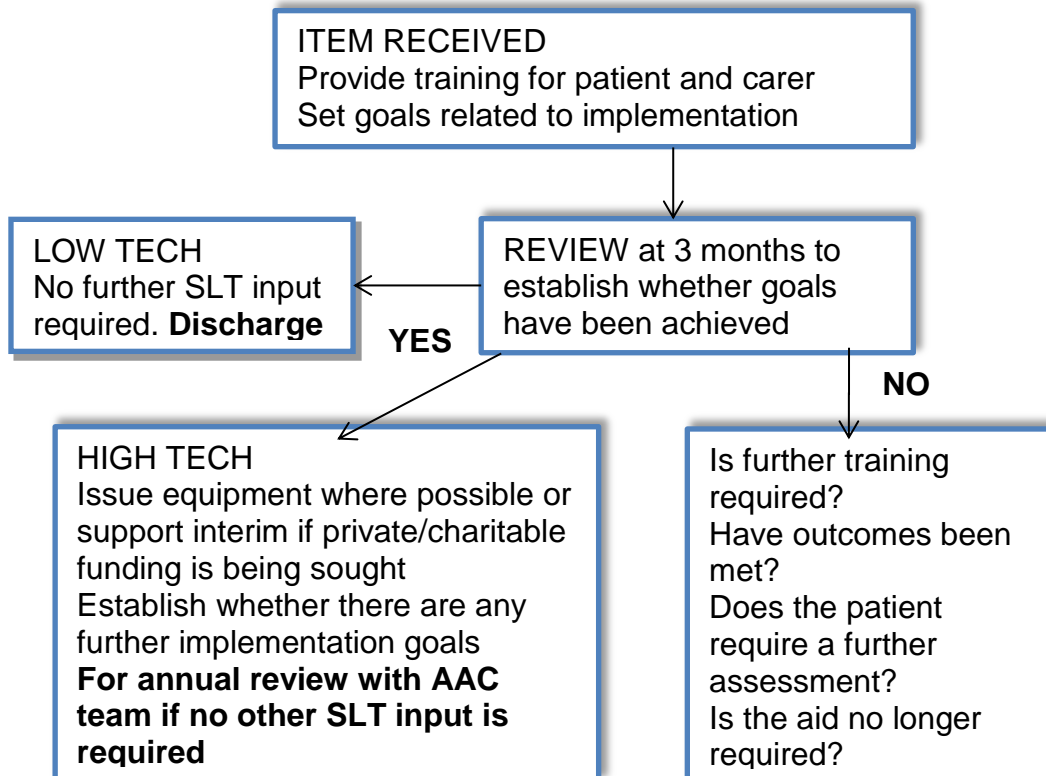 ITEM RECEIVED
Provide training for patient and carer
Set goals related to implementation
LOW TECH
No further SLT input
required. Discharge
REVIEW at 3 months to
establish whether goals
have been achieved
YES
NO
HIGH TECH
Issue equipment where possible or
support interim if private/charitable
funding is being sought
Establish whether there are any
further implementation goals
For annual review with AAC
team if no other SLT input is
required
Is further training
required?
Have outcomes been
met?
Does the patient
require a further
assessment?
Is the aid no longer
required?